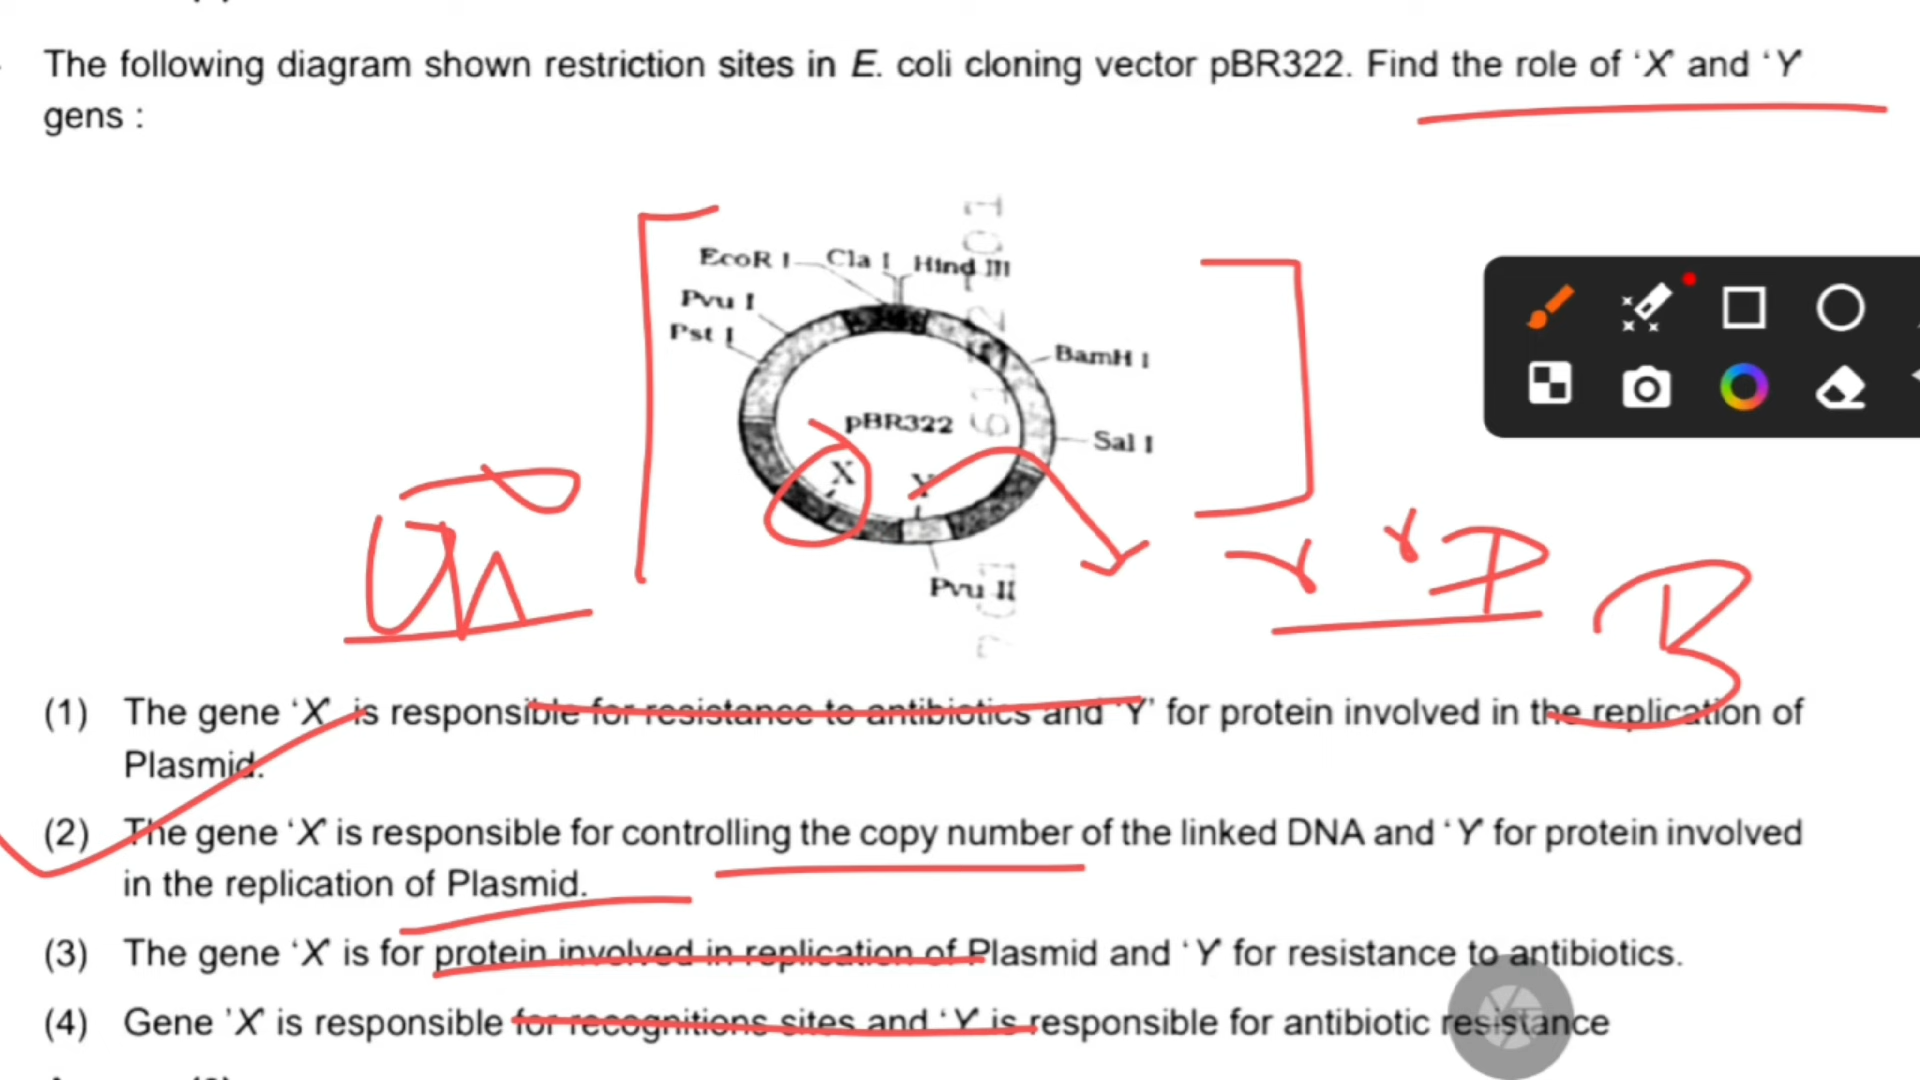 The following diagram shown restriction sites in E. coli cloning vector pBR322. Find the role of ‘X’ and ‘Y’
gens :
EcoR I Cla I Hind III
Pvu I
Pst I
BamH I
pBR322
Sal I
X
Y
Pvu II
(1) The gene ‘X’ is responsible for resistance to antibiotics and ‘Y’ for protein involved in the replication of
Plasmid.
(2) The gene ‘X’ is responsible for controlling the copy number of the linked DNA and ‘Y’ for protein involved
in the replication of Plasmid.
(3) The gene ‘X’ is for protein involved in replication of Plasmid and ‘Y’ for resistance to antibiotics.
(4) Gene ’X’ is responsible for recognitions sites and ‘Y’ is responsible for antibiotic resistance